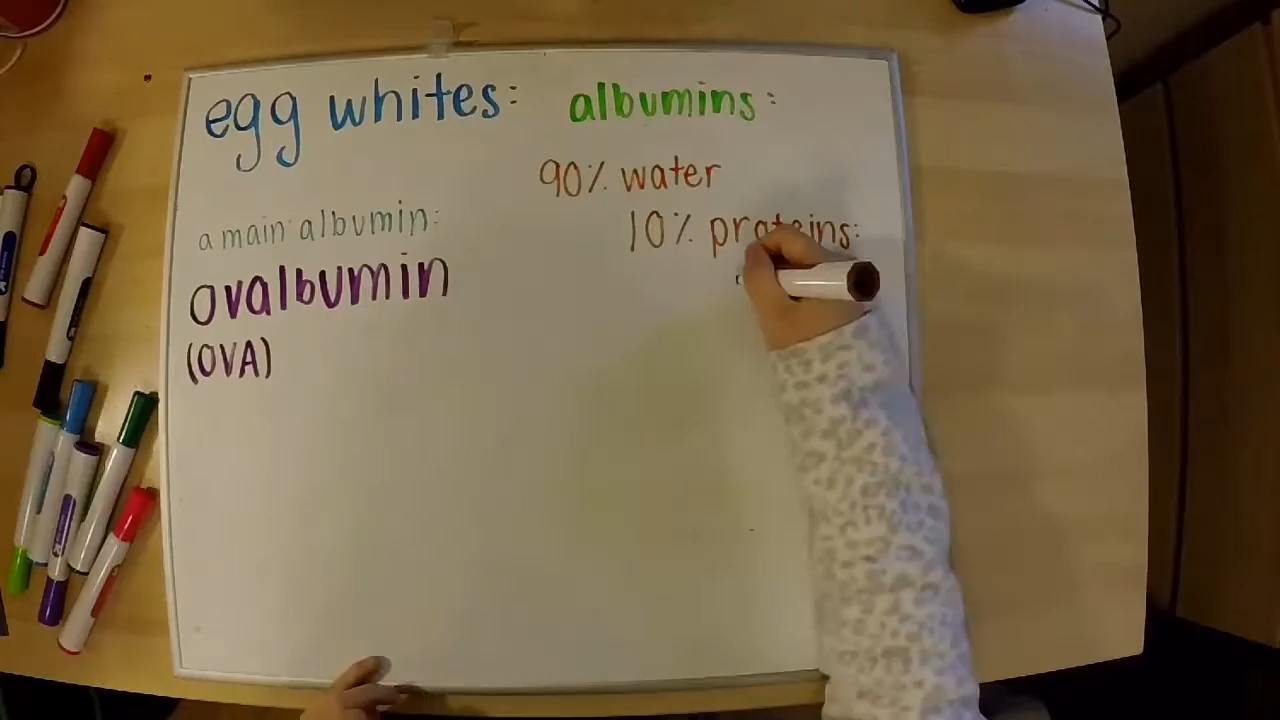 egg whites: albumins:
90% water
10% proteins:
a main albumin:
ovalbumin
(OVA)